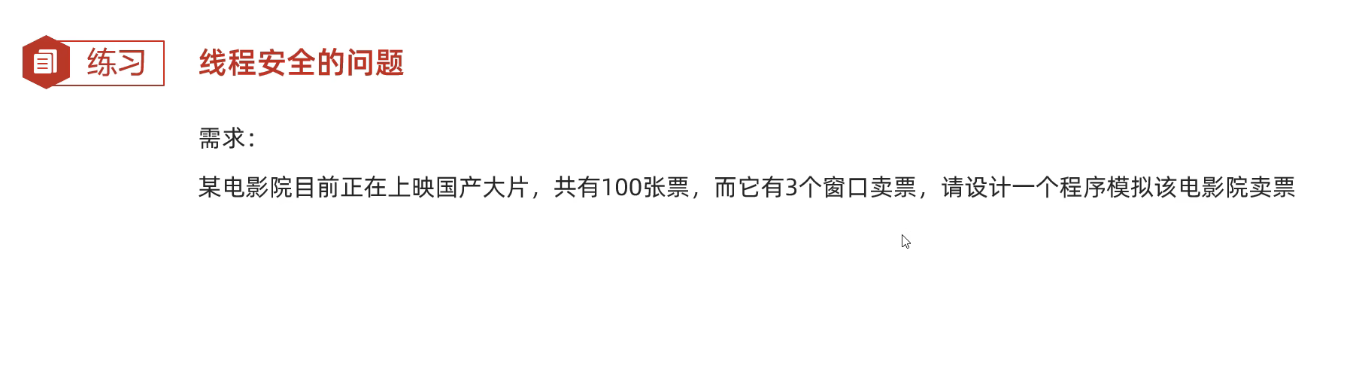 练习 线程安全的问题
需求：
某电影院目前正在上映国产大片，共有100张票，而它有3个窗口卖票，请设计一个程序模拟该电影院卖票